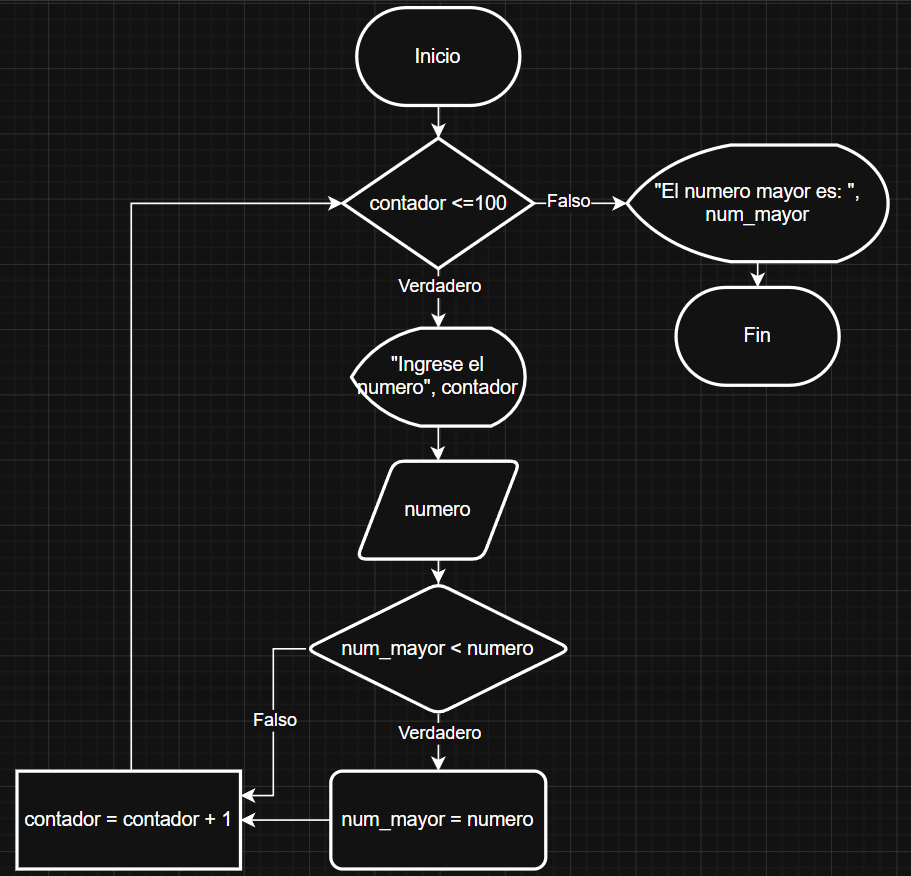 Inicio
contador <=100
Falso
"El numero mayor es: ",
num_mayor
Verdadero
Fin
"Ingrese el
numero", contador
numero
num_mayor < numero
Falso
Verdadero
contador = contador + 1
num_mayor = numero